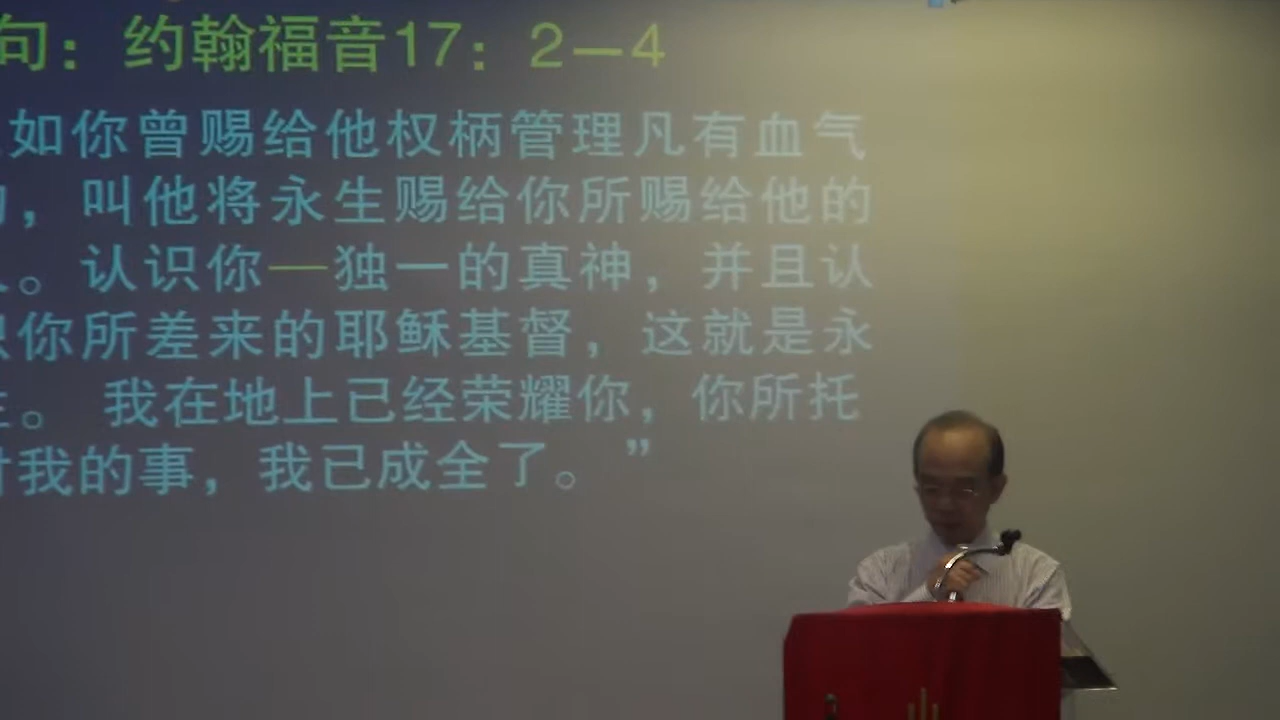 句：约翰福音17：2－4
如你曾赐给他权柄管理凡有血气
，叫他将永生赐给你所赐给他的
。认识你—独一的真神，并且认
你所差来的耶稣基督，这就是永
。 我在地上已经荣耀你，你所托
我的事，我已成全了。”